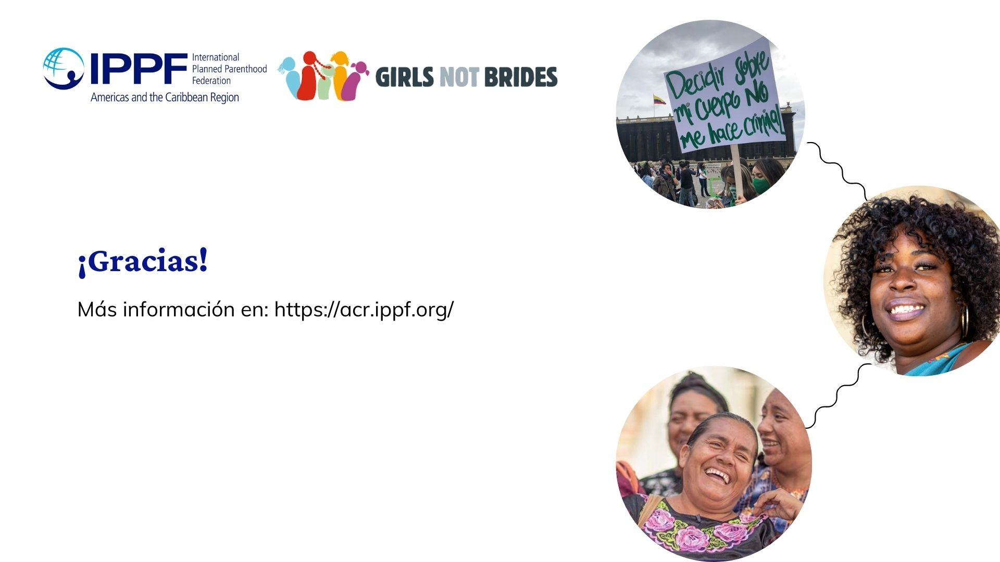 IPPF
International
Planned Parenthood
Federation
Americas and the Caribbean Region
GIRLS NOT BRIDES
Decidir sobre
mi cuerpo NO
me hace criminal
¡Gracias!
Más información en: https://acr.ippf.org/